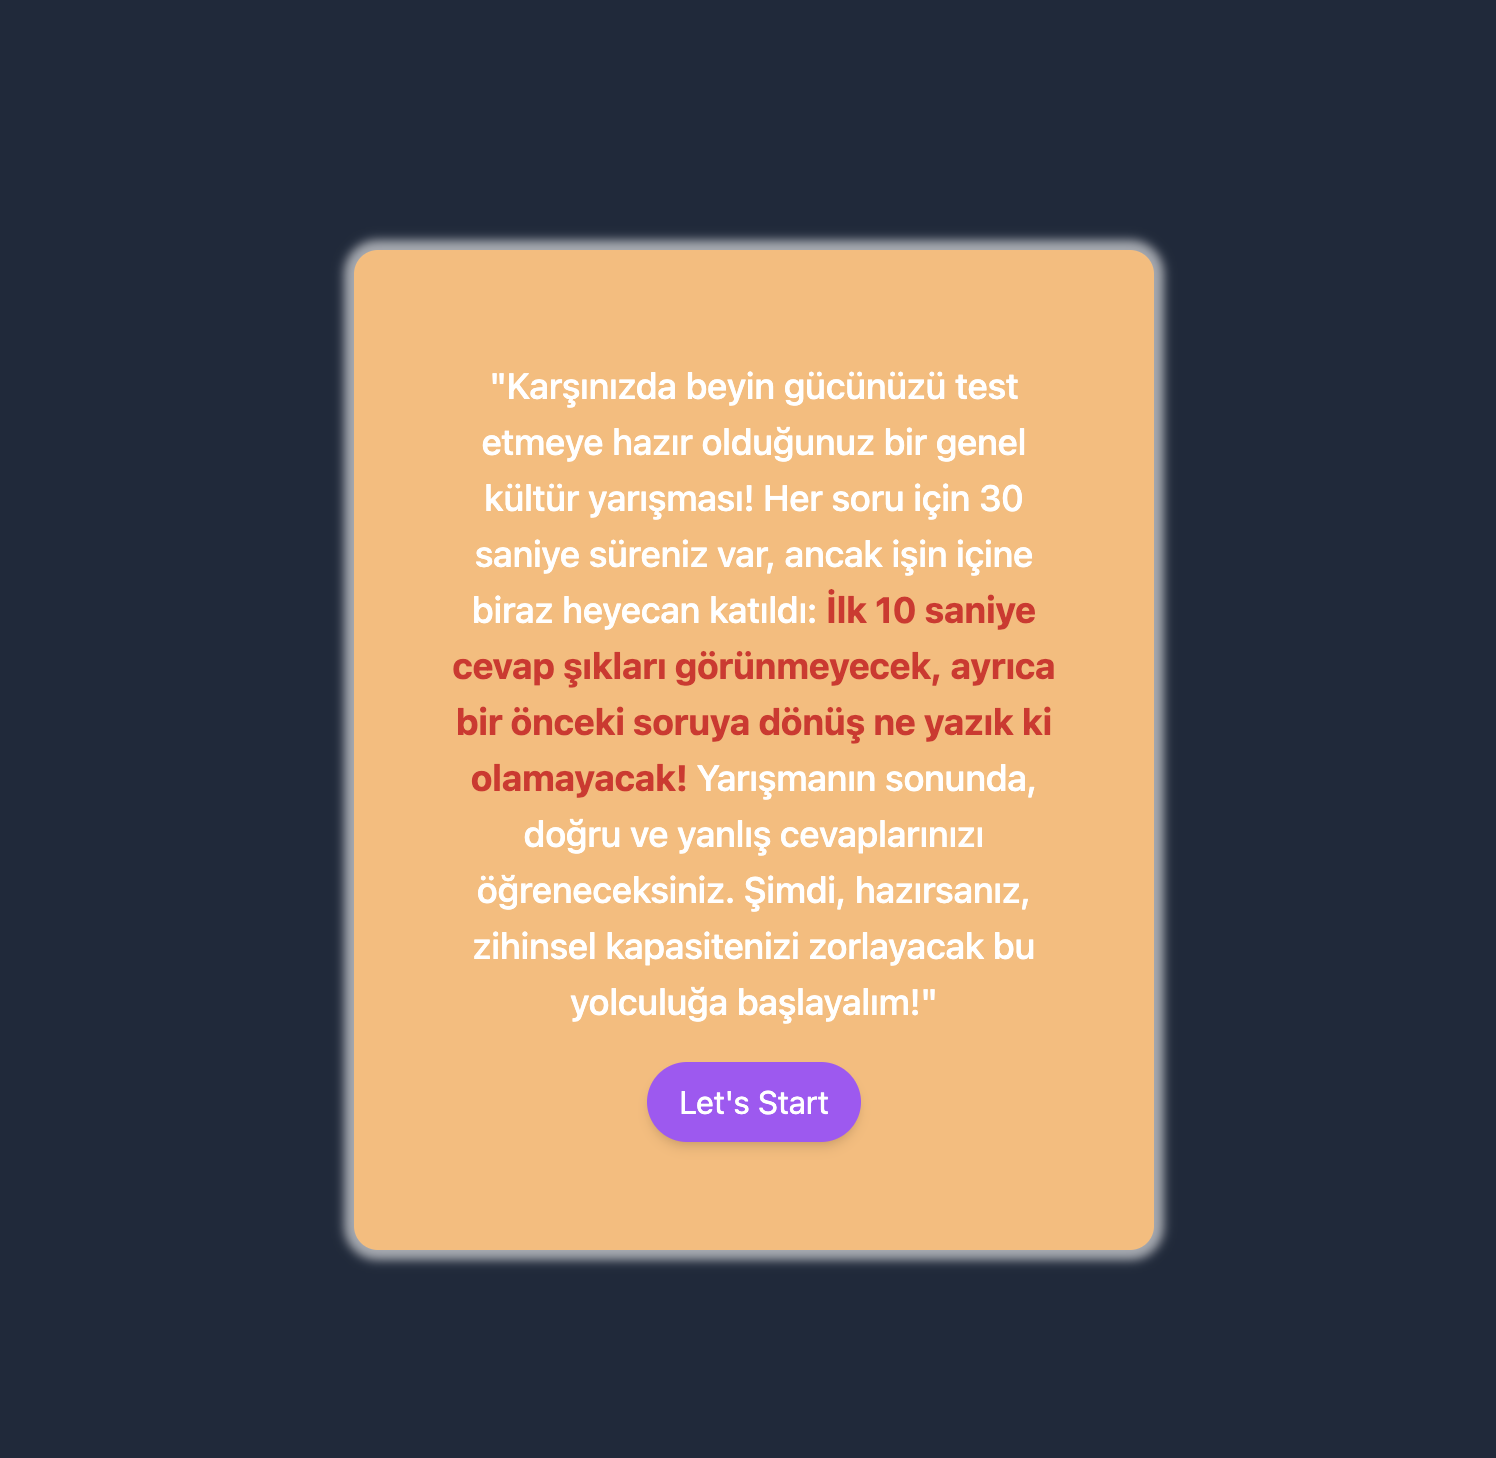 "Karşınızda beyin gücünüzü test
etmeye hazır olduğunuz bir genel
kültür yarışması! Her soru için 30
saniye süreniz var, ancak işin içine
biraz heyecan katıldı: İlk 10 saniye
cevap şıkları görünmeyecek, ayrıca
bir önceki soruya dönüş ne yazık ki
olamayacak! Yarışmanın sonunda,
doğru ve yanlış cevaplarınızı
öğreneceksiniz. Şimdi, hazırsanız,
zihinsel kapasitenizi zorlayacak bu
yolculuğa başlayalım!"
Let's Start